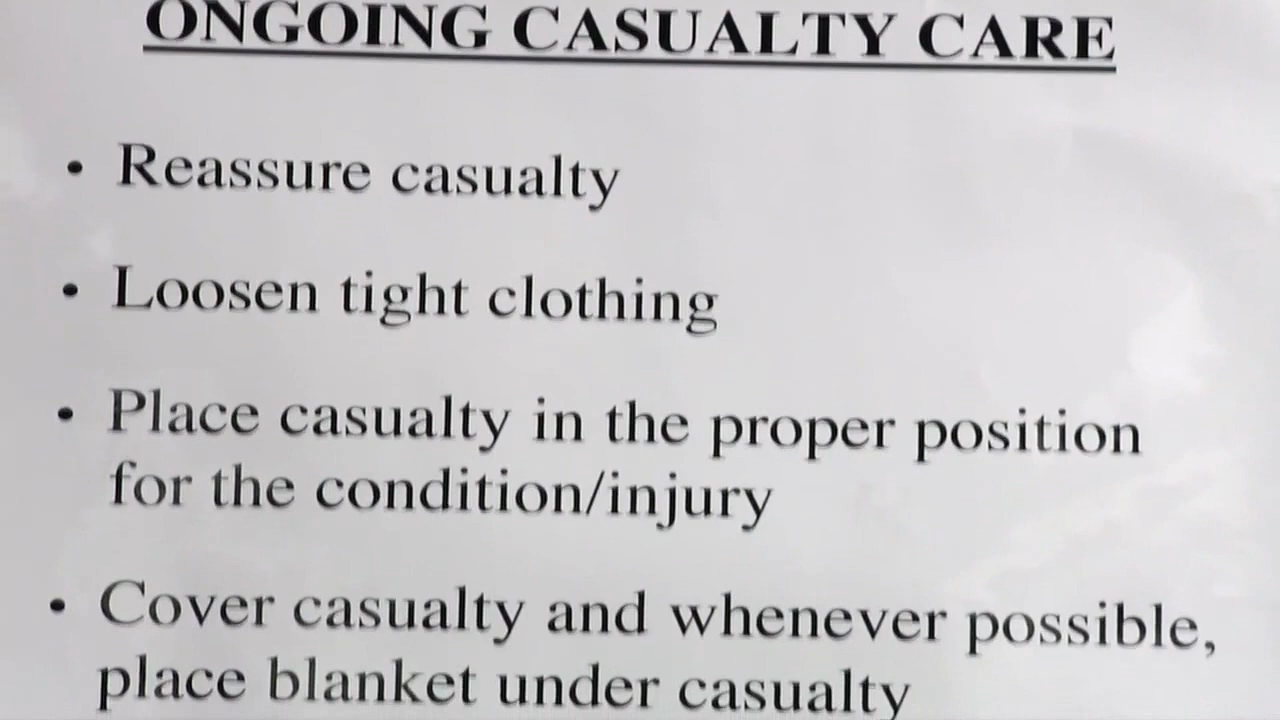 ONGOING CASUALTY CARE
• Reassure casualty
• Loosen tight clothing
• Place casualty in the proper position
for the condition/injury
• Cover casualty and whenever possible,
place blanket under casualty